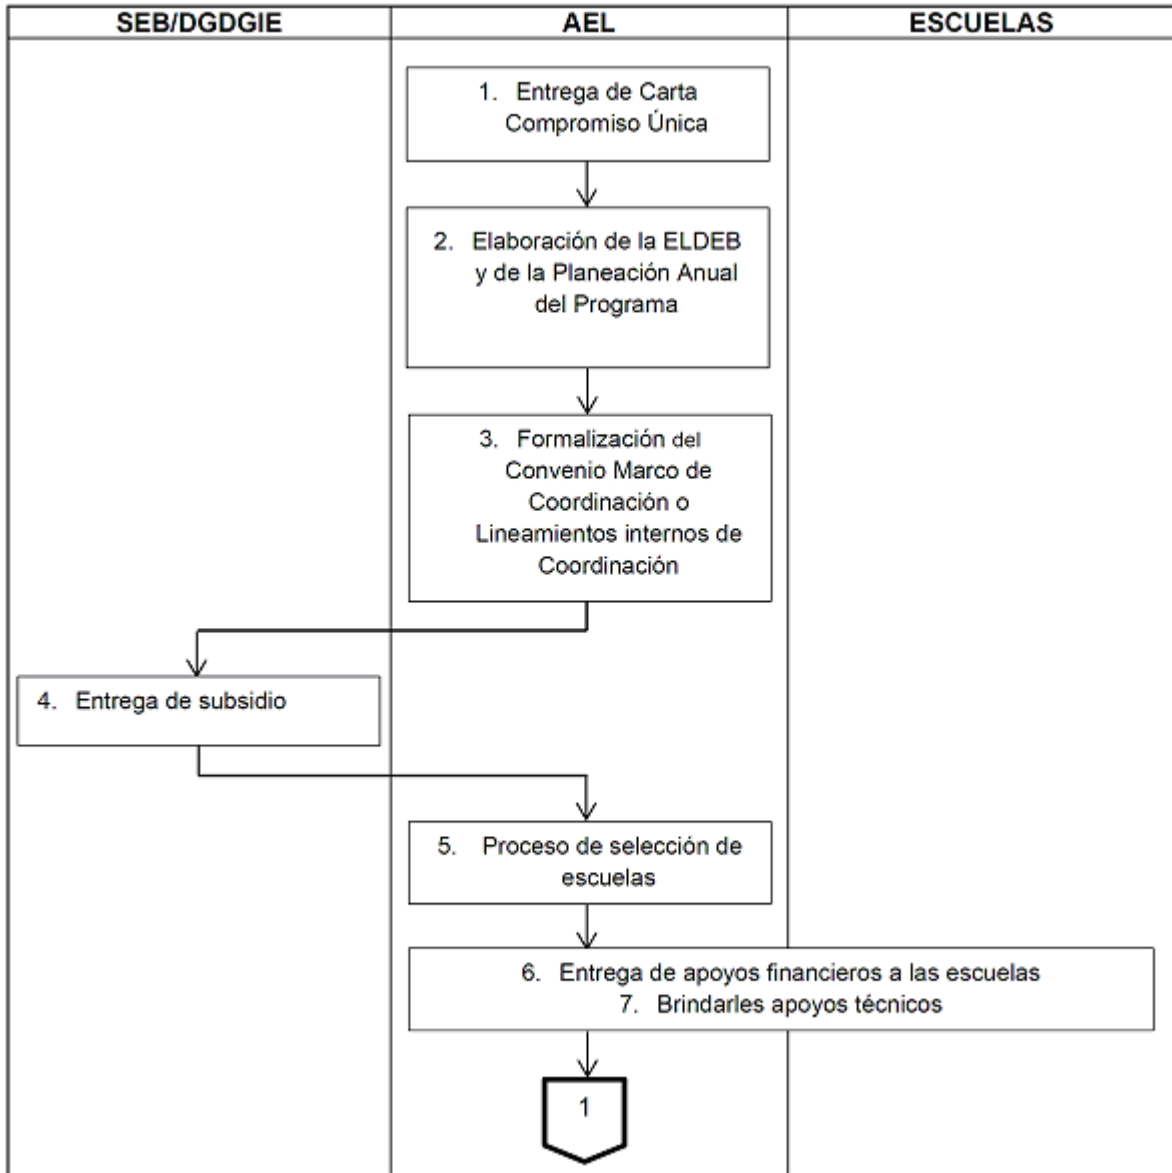 SEB/DGDGIE
AEL
ESCUELAS
1. Entrega de Carta
Compromiso Única
2. Elaboración de la ELDEB
y de la Planeación Anual
del Programa
3. Formalización del
Convenio Marco de
Coordinación o
Lineamientos internos de
Coordinación
4. Entrega de subsidio
5. Proceso de selección de
escuelas
6. Entrega de apoyos financieros a las escuelas
7. Brindarles apoyos técnicos
1